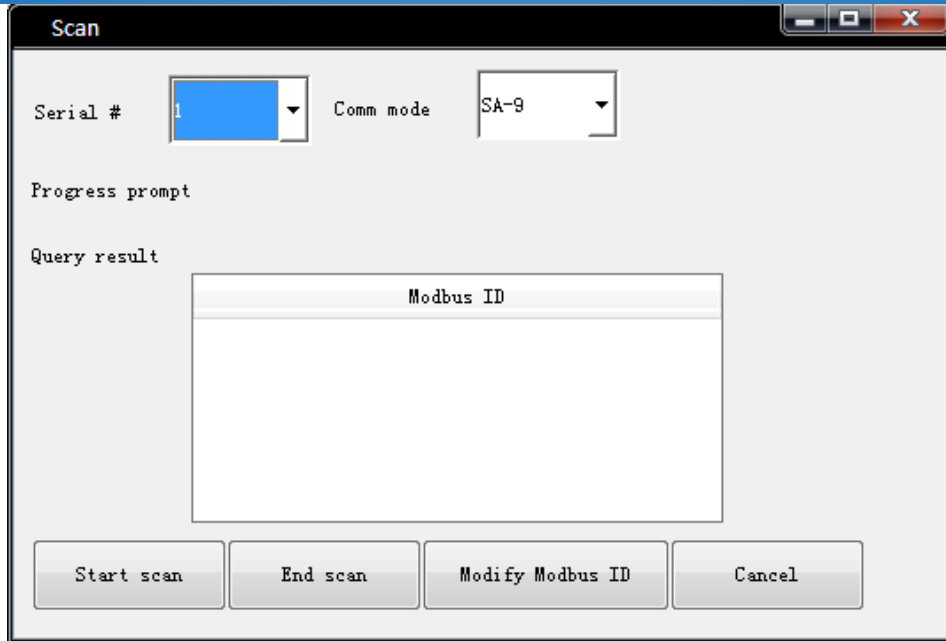 Scan
Serial # 1 Comm mode SA-9
Progress prompt
Query result
Modbus ID
Start scan End scan Modify Modbus ID Cancel